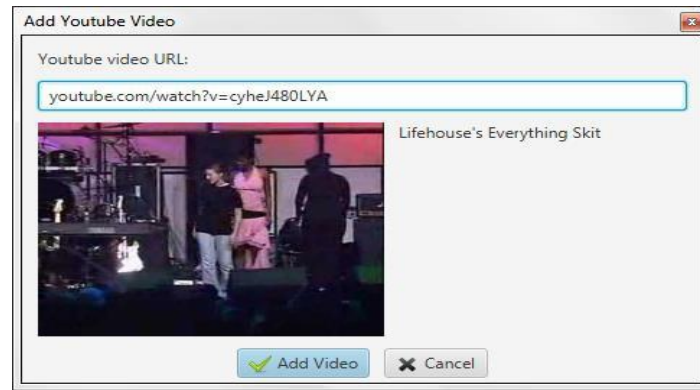 Add Youtube Video
Youtube video URL:
youtube.com/watch?v=cyheJ480LYA
Lifehouse's Everything Skit
Add Video
Cancel